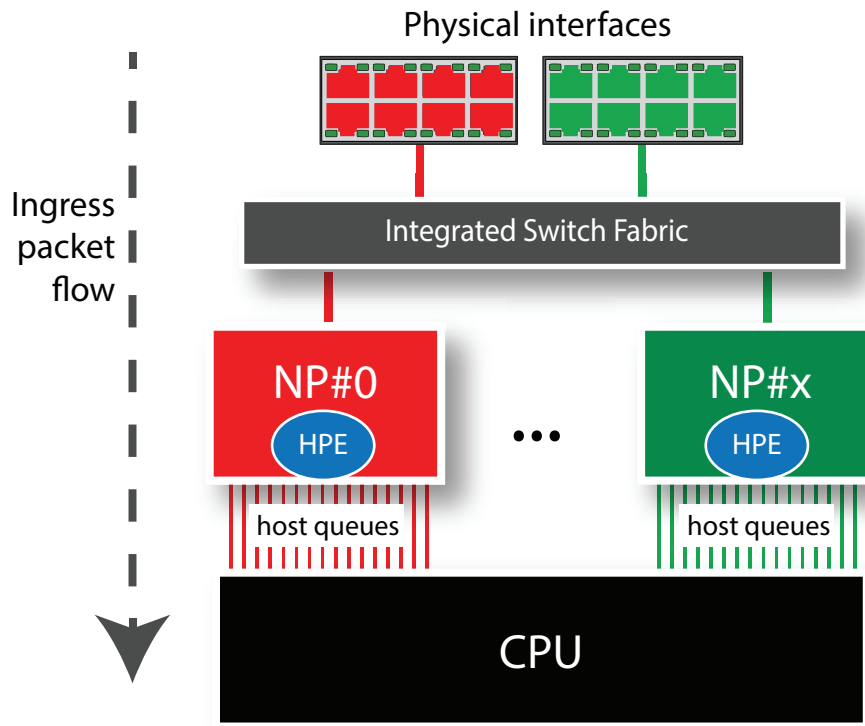 Physical interfaces
Ingress
packet
flow
Integrated Switch Fabric
NP#0
NP#x
HPE
•••
HPE
host queues
host queues
CPU